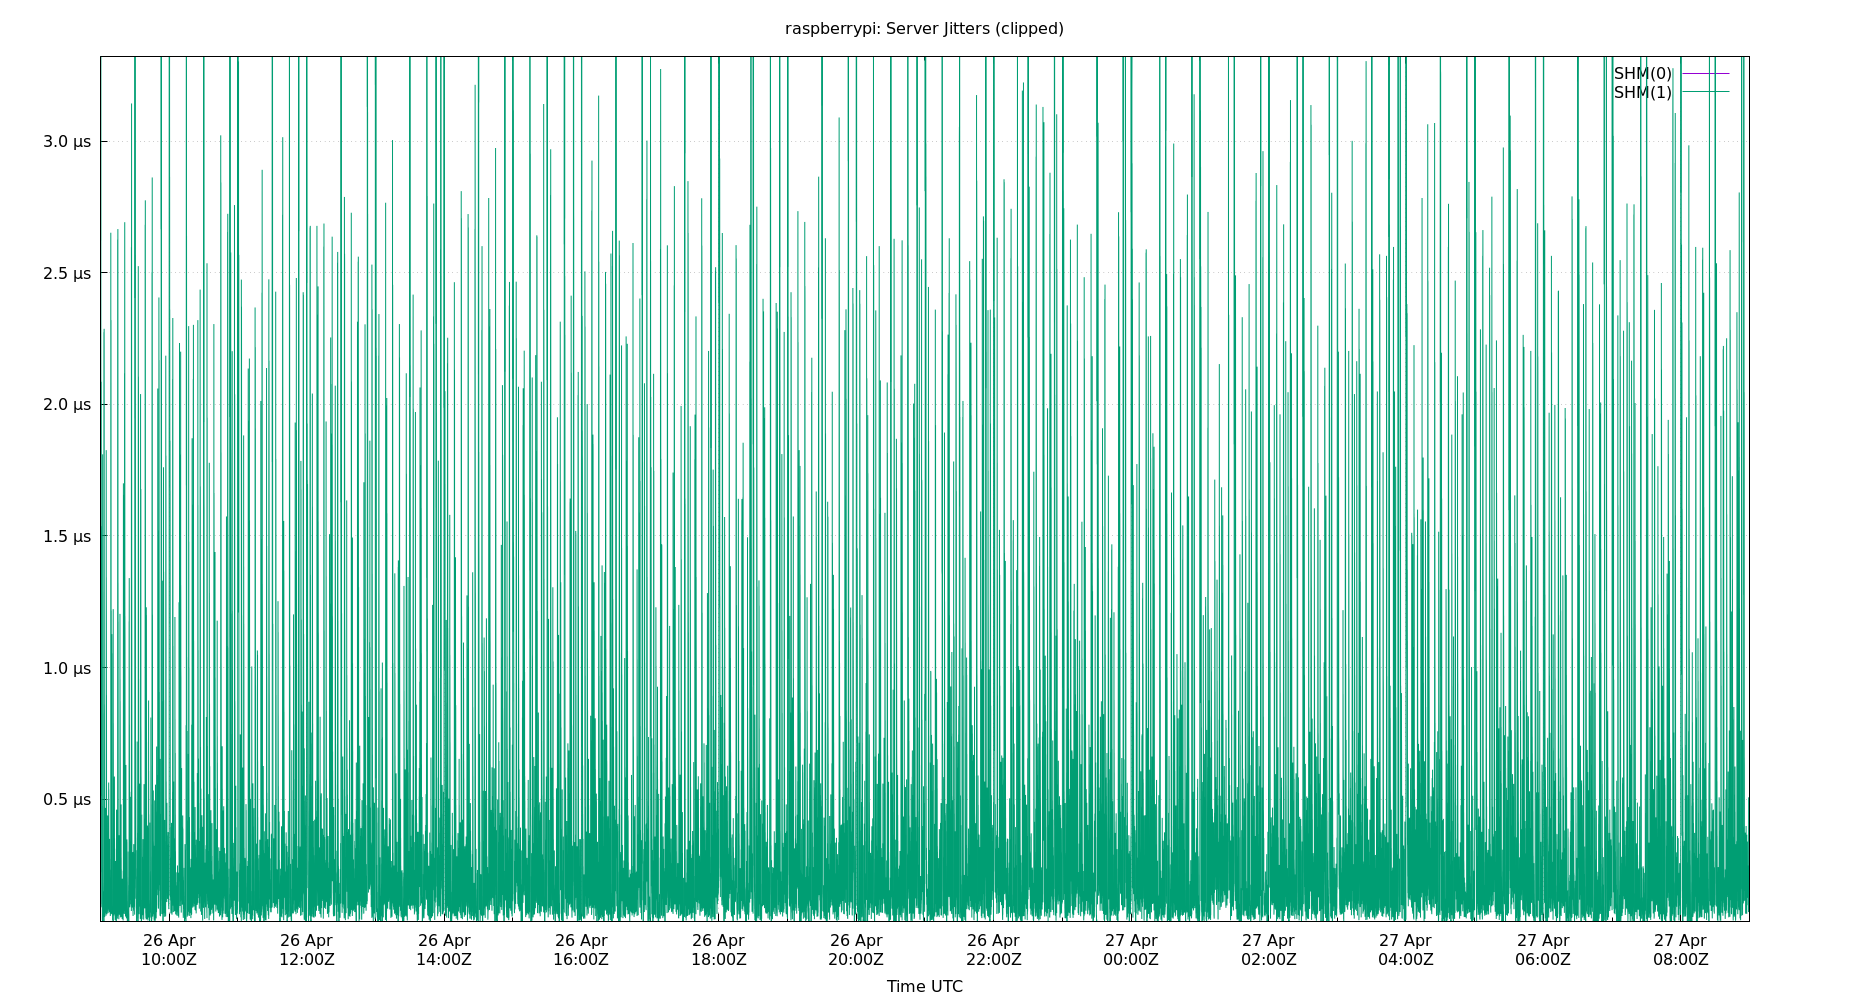 raspberrypi: Server Jitters (clipped)
SHM(0)
SHM(1)
3.0 µs
2.5 µs
2.0 µs
1.5 µs
1.0 µs
0.5 µs
26 Apr 26 Apr 26 Apr 26 Apr 26 Apr 26 Apr 26 Apr 27 Apr 27 Apr 27 Apr 27 Apr 27 Apr
10:00Z 12:00Z 14:00Z 16:00Z 18:00Z 20:00Z 22:00Z 00:00Z 02:00Z 04:00Z 06:00Z 08:00Z
Time UTC